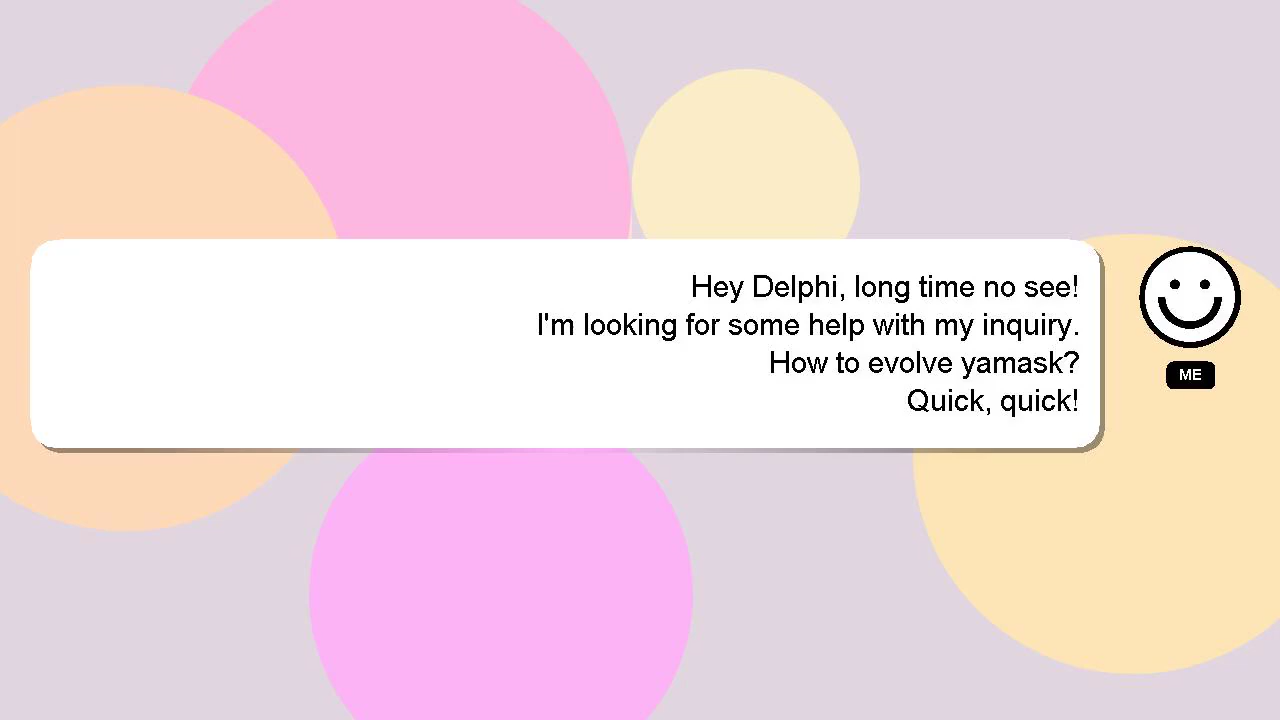 Hey Delphi, long time no see!
I'm looking for some help with my inquiry.
How to evolve yamask?
Quick, quick!
ME